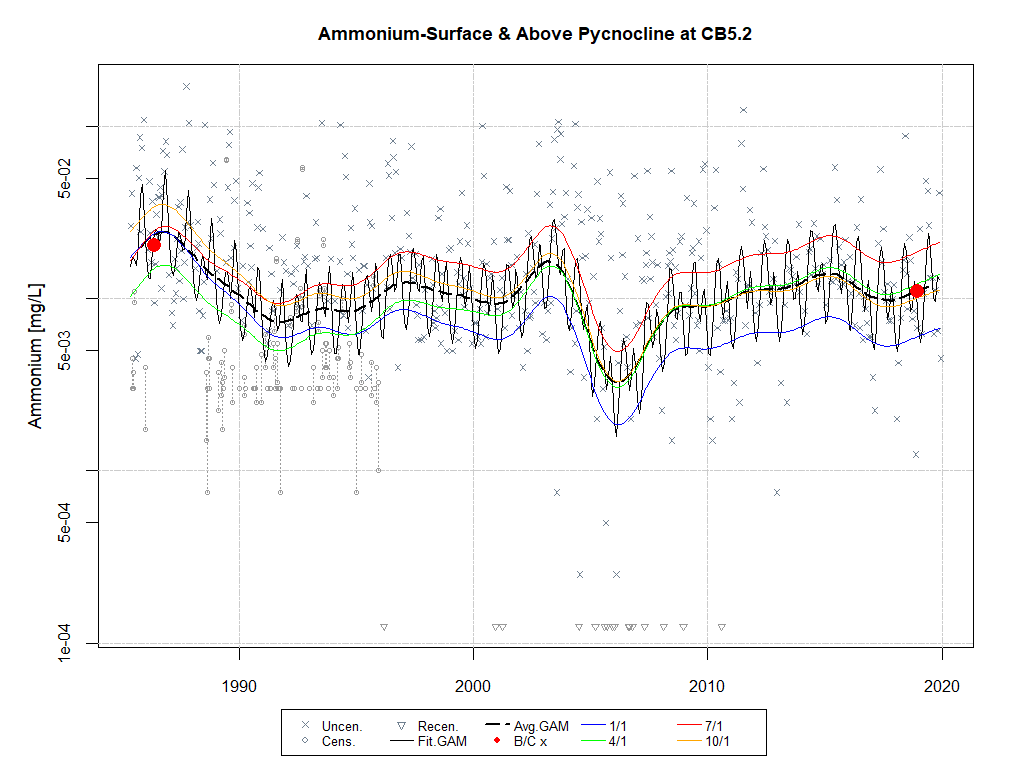 Ammonium-Surface & Above Pycnocline at CB5.2
Ammonium [mg/L]
5e-02
5e-03
5e-04
1e-04
1990 2000 2010 2020
Uncen. Recen. Avg.GAM 1/1 7/1
Cens. Fit.GAM B/C x 4/1 10/1